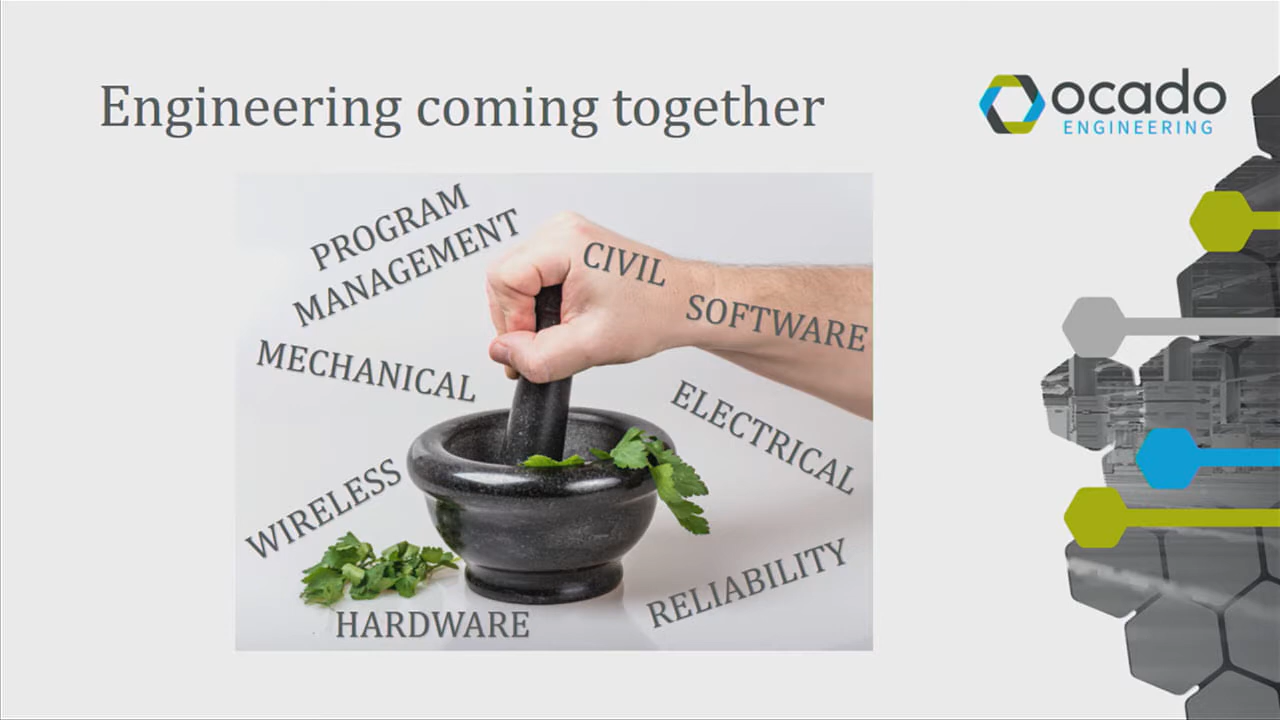 Engineering coming together
ocado
ENGINEERING
PROGRAM
MANAGEMENT
CIVIL
SOFTWARE
MECHANICAL
ELECTRICAL
WIRELESS
RELIABILITY
HARDWARE